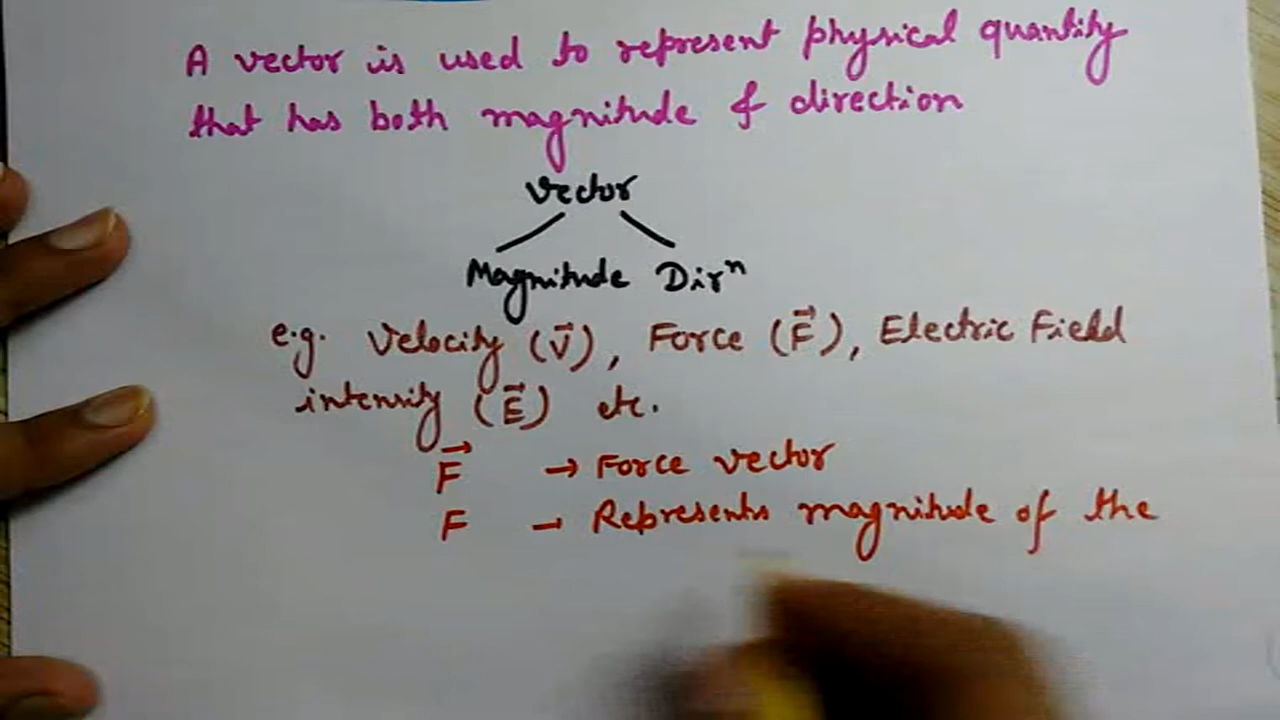 A vector is used to represent physical quantity
that has both magnitude & direction
Vector
Magnitude Dirⁿ
e.g. Velocity (V⃗), Force (F⃗), Electric Field
intensity (E⃗) etc.
F⃗ → Force vector
F → Represents magnitude of the